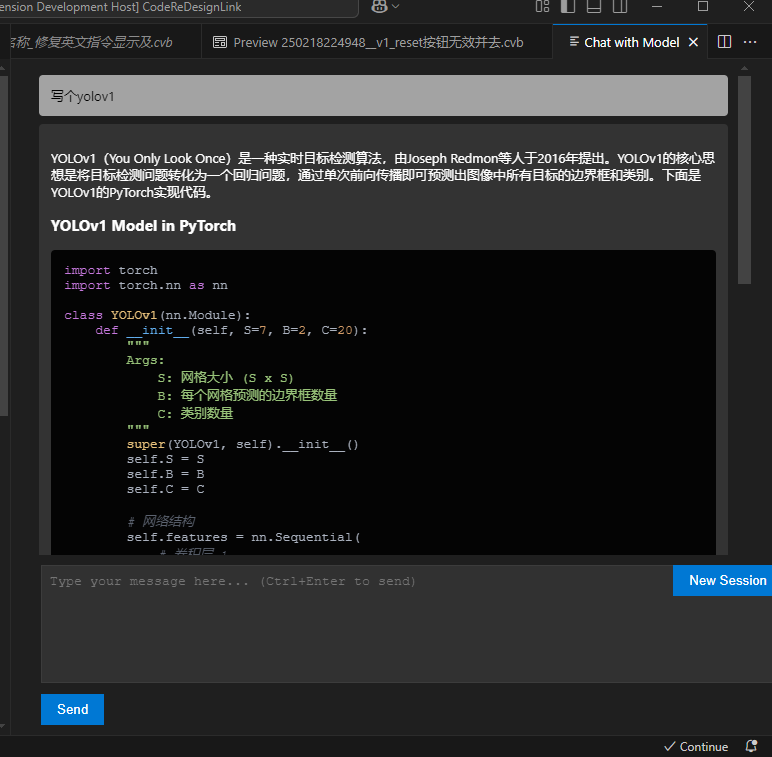 ension Development Host] CodeReDesignLink
名称_修复英文指令显示及.cvb
Preview 250218224948__v1_reset按钮无效并去.cvb
Chat with Model
写个yolov1
YOLOv1（You Only Look Once）是一种实时目标检测算法，由Joseph Redmon等人于2016年提出。YOLOv1的核心思
想是将目标检测问题转化为一个回归问题，通过单次前向传播即可预测出图像中所有目标的边界框和类别。下面是
YOLOv1的PyTorch实现代码。
YOLOv1 Model in PyTorch
import torch
import torch.nn as nn
class YOLOv1(nn.Module):
def __init__(self, S=7, B=2, C=20):
"""
Args:
S: 网格大小 (S x S)
B: 每个网格预测的边界框数量
C: 类别数量
"""
super(YOLOv1, self).__init__()
self.S = S
self.B = B
self.C = C
# 网络结构
self.features = nn.Sequential(
# 卷积层 1
Type your message here... (Ctrl+Enter to send)
New Session
Send
Continue